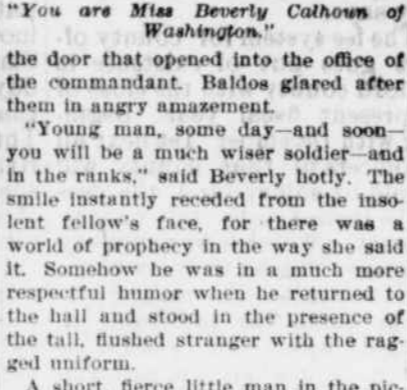 "You are Miss Beverly Calhoun of
Washington."
the door that opened into the office of
the commandant. Baldos glared after
them in angry amazement.
"Young man, some day—and soon—
you will be a much wiser soldier—and
in the ranks," said Beverly hotly. The
smile instantly receded from the inso-
lent fellow's face, for there was a
world of prophecy in the way she said
it. Somehow he was in a much more
respectful humor when he returned to
the hall and stood in the presence of
the tall, flushed stranger with the rag-
ged uniform.
A short, fierce little man in the pic-